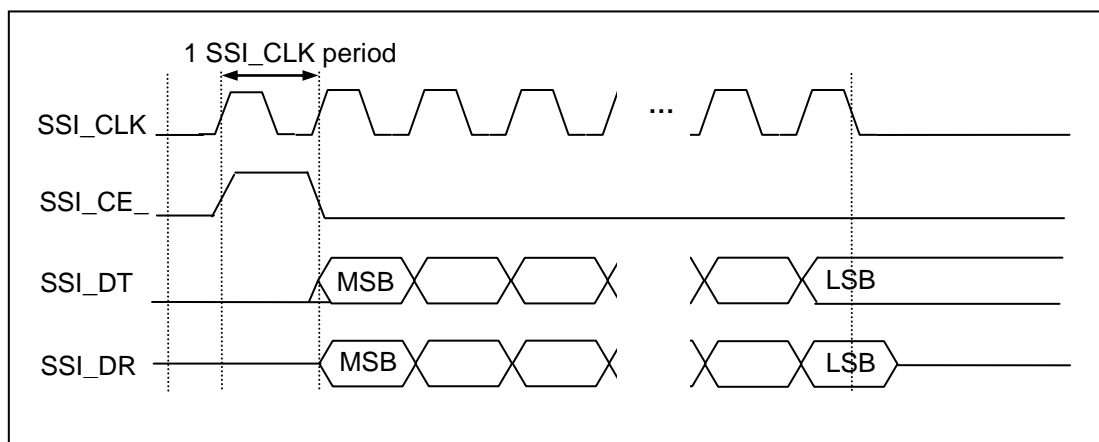 1 SSI_CLK period
SSI_CLK
...
SSI_CE_
SSI_DT MSB LSB
SSI_DR MSB LSB